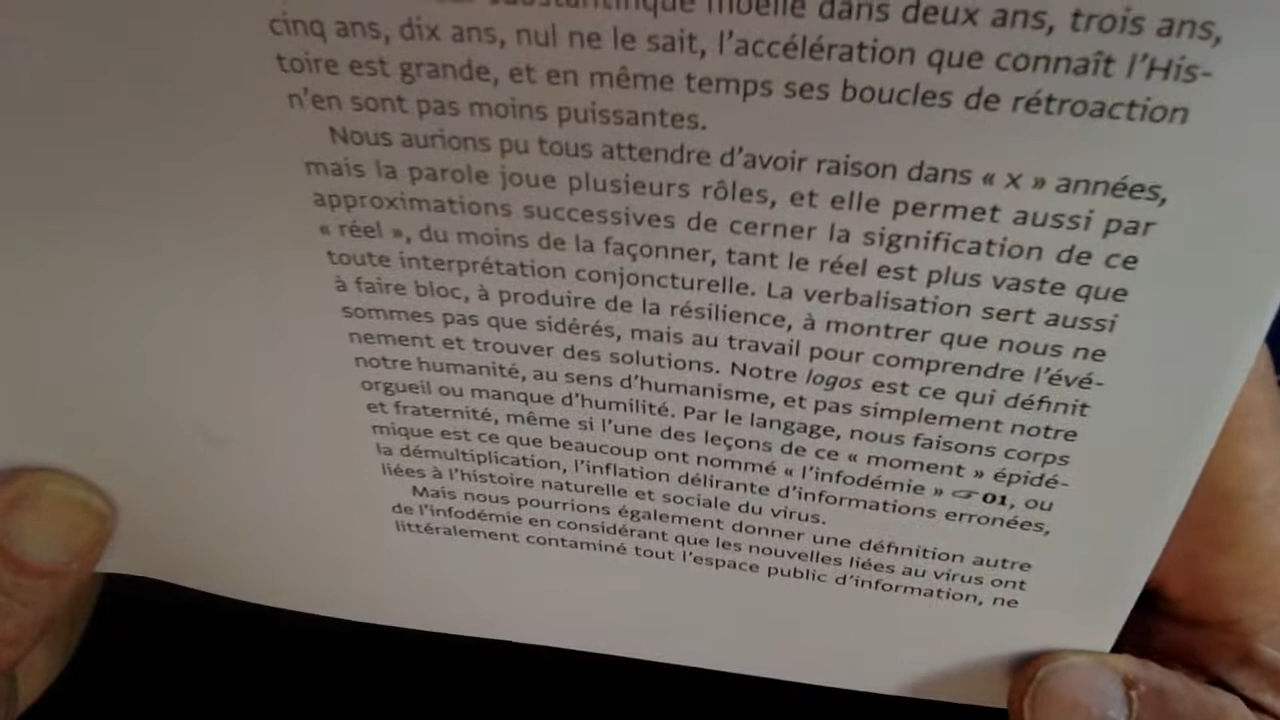 substantifique moelle dans deux ans, trois ans,
cinq ans, dix ans, nul ne le sait, l'accélération que connaît l'His-
toire est grande, et en même temps ses boucles de rétroaction
n'en sont pas moins puissantes.
Nous aurions pu tous attendre d'avoir raison dans « x » années,
mais la parole joue plusieurs rôles, et elle permet aussi par
approximations successives de cerner la signification de ce
« réel », du moins de la façonner, tant le réel est plus vaste que
toute interprétation conjoncturelle. La verbalisation sert aussi
à faire bloc, à produire de la résilience, à montrer que nous ne
sommes pas que sidérés, mais au travail pour comprendre l'évé-
nement et trouver des solutions. Notre logos est ce qui définit
notre humanité, au sens d'humanisme, et pas simplement notre
orgueil ou manque d'humilité. Par le langage, nous faisons corps
et fraternité, même si l'une des leçons de ce « moment » épidé-
mique est ce que beaucoup ont nommé « l'infodémie » ☞ 01, ou
la démultiplication, l'inflation délirante d'informations erronées,
liées à l'histoire naturelle et sociale du virus.
Mais nous pourrions également donner une définition autre
de l'infodémie en considérant que les nouvelles liées au virus ont
littéralement contaminé tout l'espace public d'information, ne